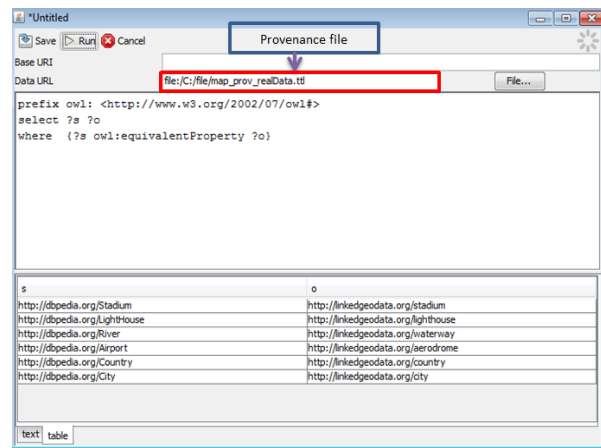 *Untitled
Save Run Cancel
Provenance file
Base URI
Data URL file:/C:/file/map_prov_realData.ttl File...
prefix owl: <http://www.w3.org/2002/07/owl#>
select ?s ?o
where {?s owl:equivalentProperty ?o}
s o
http://dbpedia.org/Stadium http://linkedgeodata.org/stadium
http://dbpedia.org/LightHouse http://linkedgeodata.org/lighthouse
http://dbpedia.org/River http://linkedgeodata.org/waterway
http://dbpedia.org/Airport http://linkedgeodata.org/aerodrome
http://dbpedia.org/Country http://linkedgeodata.org/country
http://dbpedia.org/City http://linkedgeodata.org/city
text table